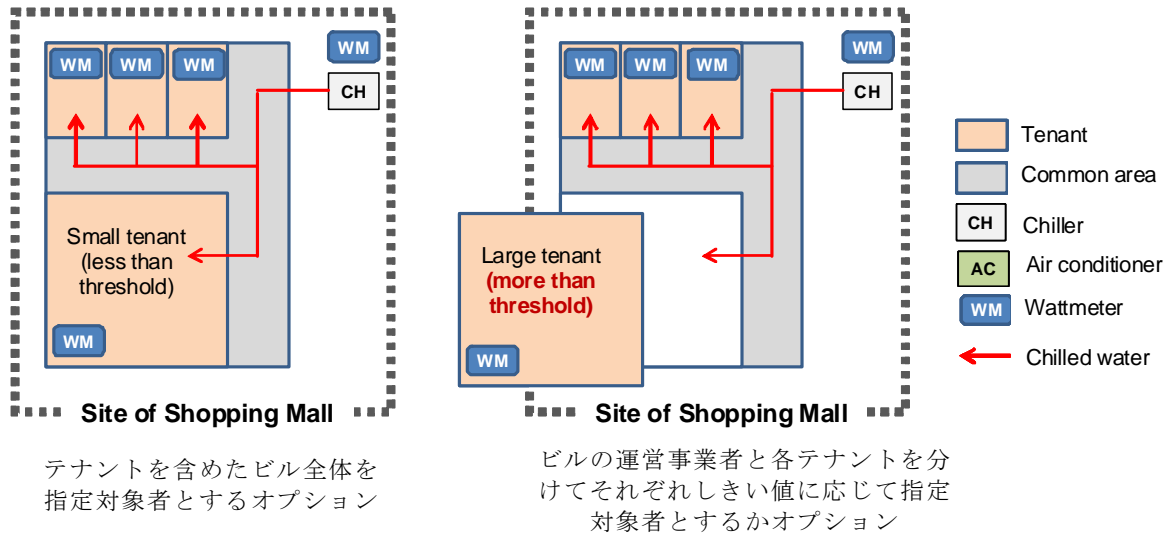 WM
WM
WM
WM
CH
Small tenant
(less than
threshold)
WM
Site of Shopping Mall
テナントを含めたビル全体を
指定対象者とするオプション
WM
WM
WM
WM
CH
Large tenant
(more than
threshold)
WM
Site of Shopping Mall
ビルの運営事業者と各テナントを分
けてそれぞれしきい値に応じて指定
対象者とするかオプション
Tenant
Common area
CH Chiller
AC Air conditioner
WM Wattmeter
Chilled water